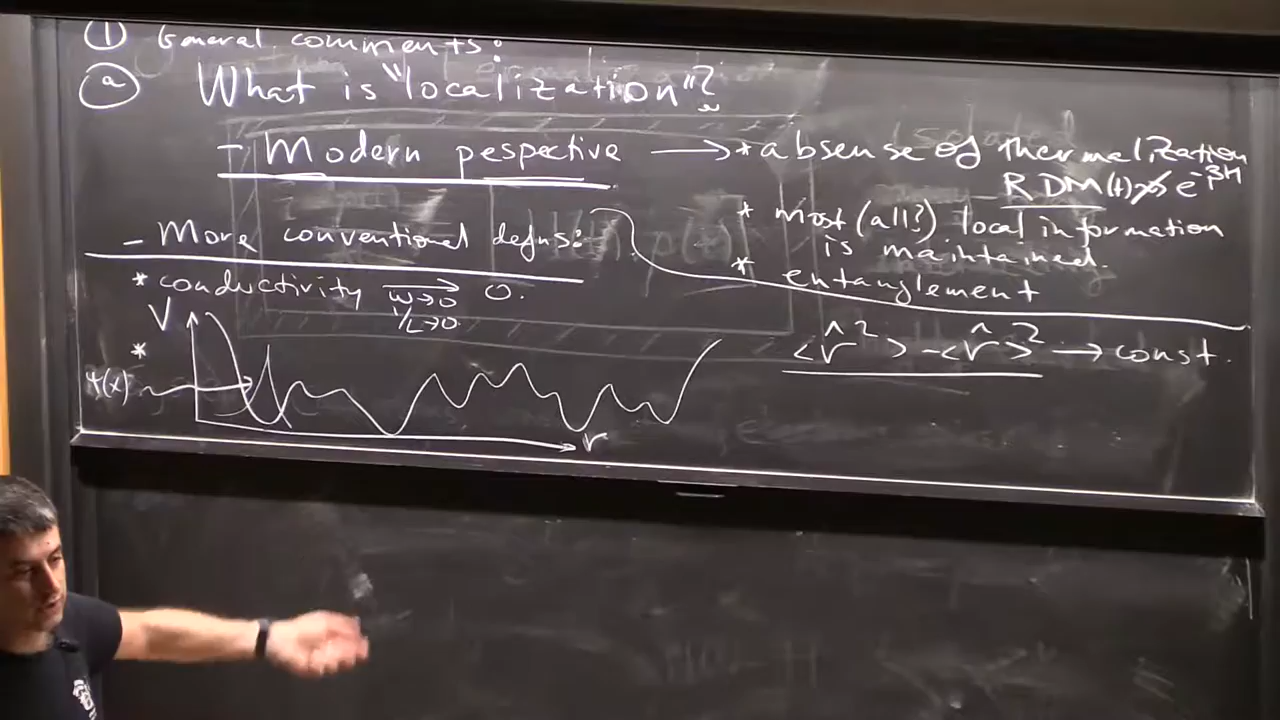 ① General comments:
ⓐ What is "localization"?
- Modern pespective → * absense of thermalization
RDM(t) ≁ e^{-βH}
* most (all?) local information
is maintained.
* entanglement
- More conventional defns:
* conductivity ⟶ 0.
ω→0
1/L→0
V
*
ψ(x)
r
<r̂²> - <r̂>² → const.